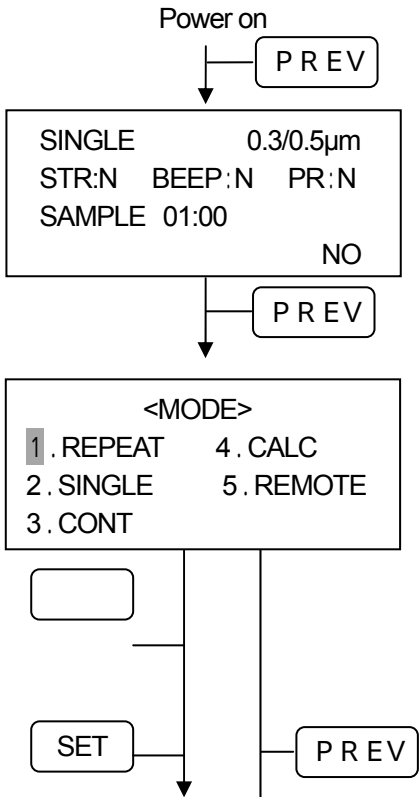 Power on
PREV
SINGLE 0.3/0.5µm
STR:N BEEP:N PR:N
SAMPLE 01:00
NO
PREV
<MODE>
1.REPEAT 4.CALC
2.SINGLE 5.REMOTE
3.CONT
SET PREV